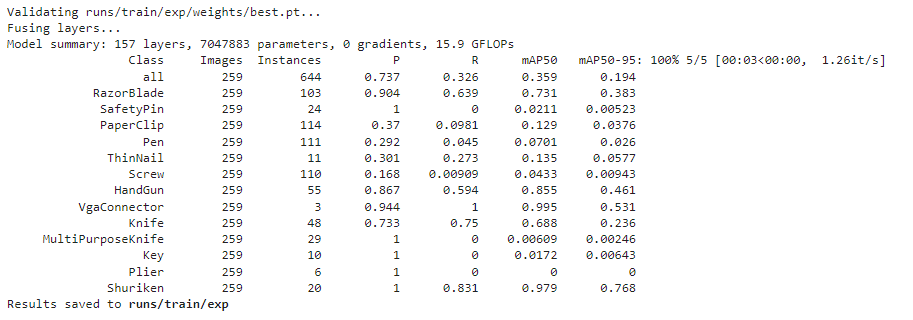 Validating runs/train/exp/weights/best.pt...
Fusing layers...
Model summary: 157 layers, 7047883 parameters, 0 gradients, 15.9 GFLOPs
Class Images Instances P R mAP50 mAP50-95: 100% 5/5 [00:03<00:00, 1.26it/s]
all 259 644 0.737 0.326 0.359 0.194
RazorBlade 259 103 0.904 0.639 0.731 0.383
SafetyPin 259 24 1 0 0.0211 0.00523
PaperClip 259 114 0.37 0.0981 0.129 0.0376
Pen 259 111 0.292 0.045 0.0701 0.026
ThinNail 259 11 0.301 0.273 0.135 0.0577
Screw 259 110 0.168 0.00909 0.0433 0.00943
HandGun 259 55 0.867 0.594 0.855 0.461
VgaConnector 259 3 0.944 1 0.995 0.531
Knife 259 48 0.733 0.75 0.688 0.236
MultiPurposeKnife 259 29 1 0 0.00609 0.00246
Key 259 10 1 0 0.0172 0.00643
Plier 259 6 1 0 0 0
Shuriken 259 20 1 0.831 0.979 0.768
Results saved to runs/train/exp